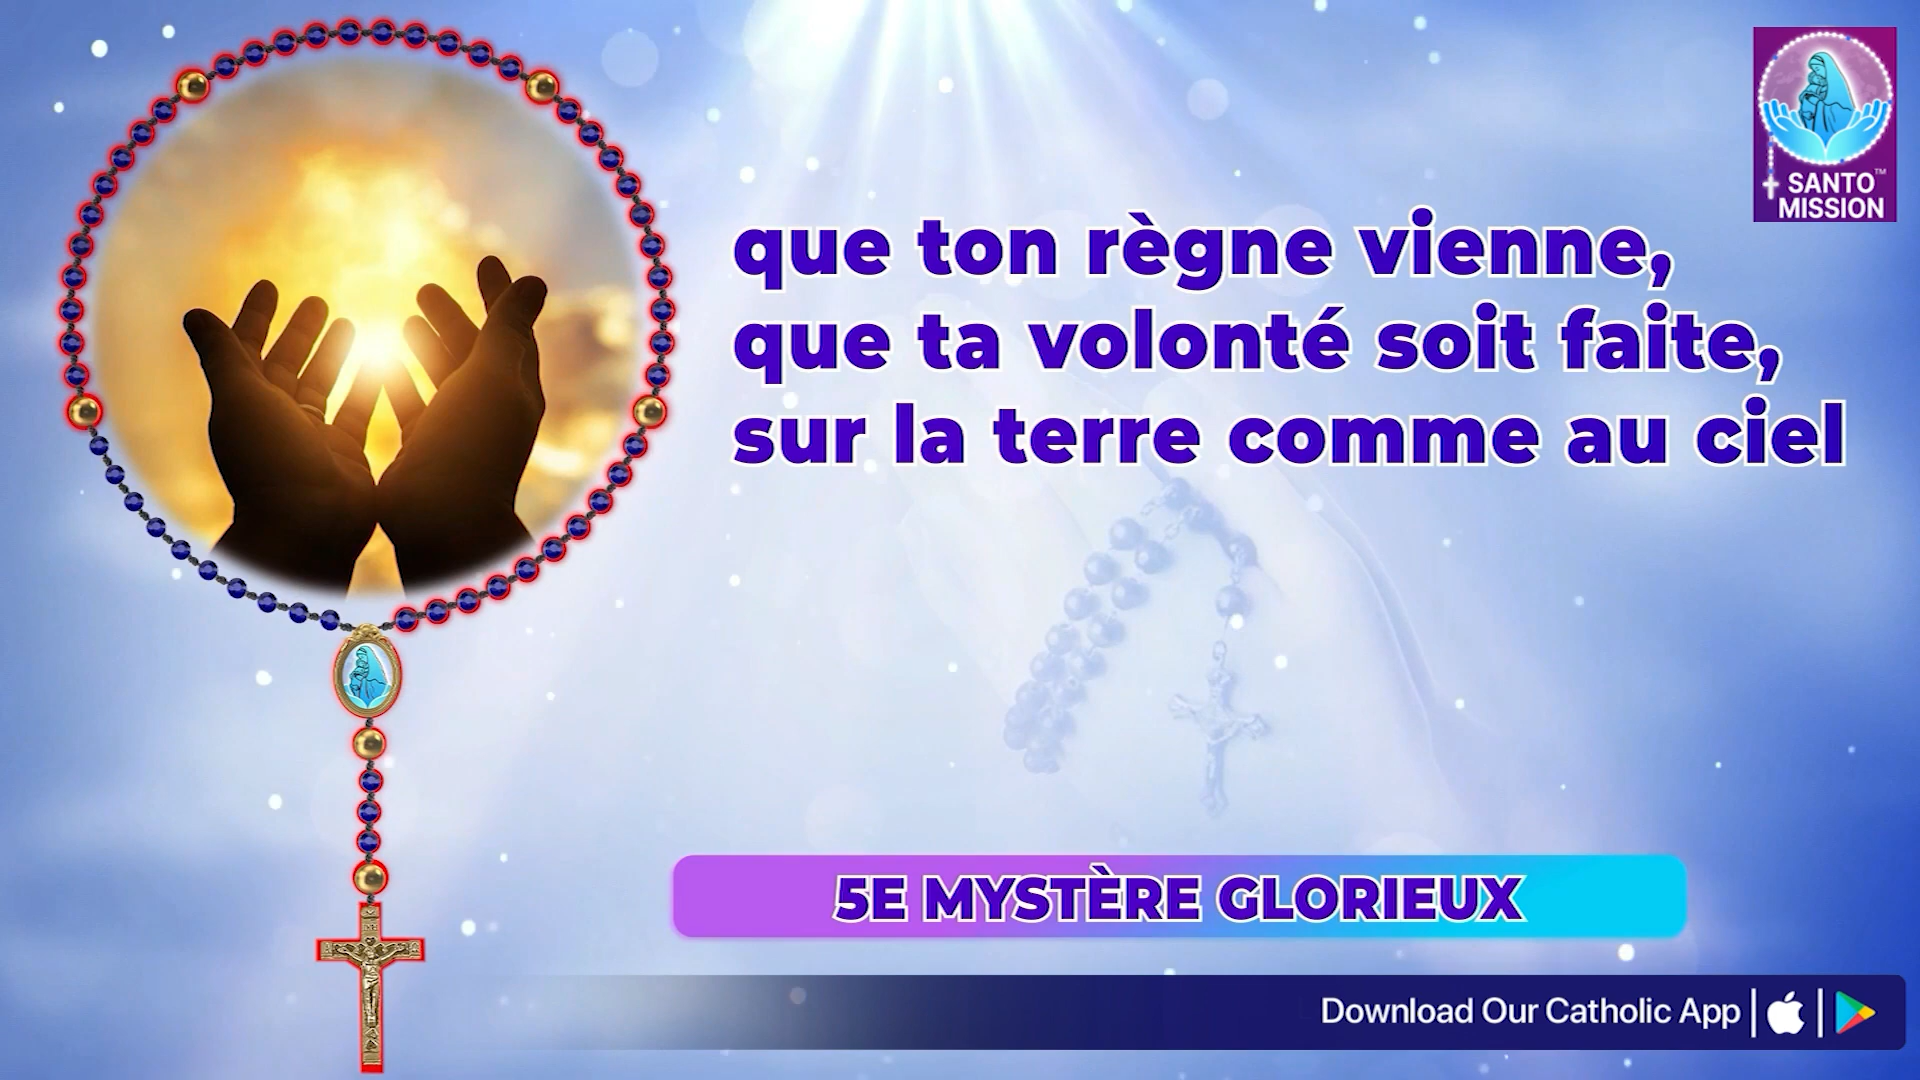 SANTO™
MISSION
que ton règne vienne,
que ta volonté soit faite,
sur la terre comme au ciel
5E MYSTÈRE GLORIEUX
Download Our Catholic App